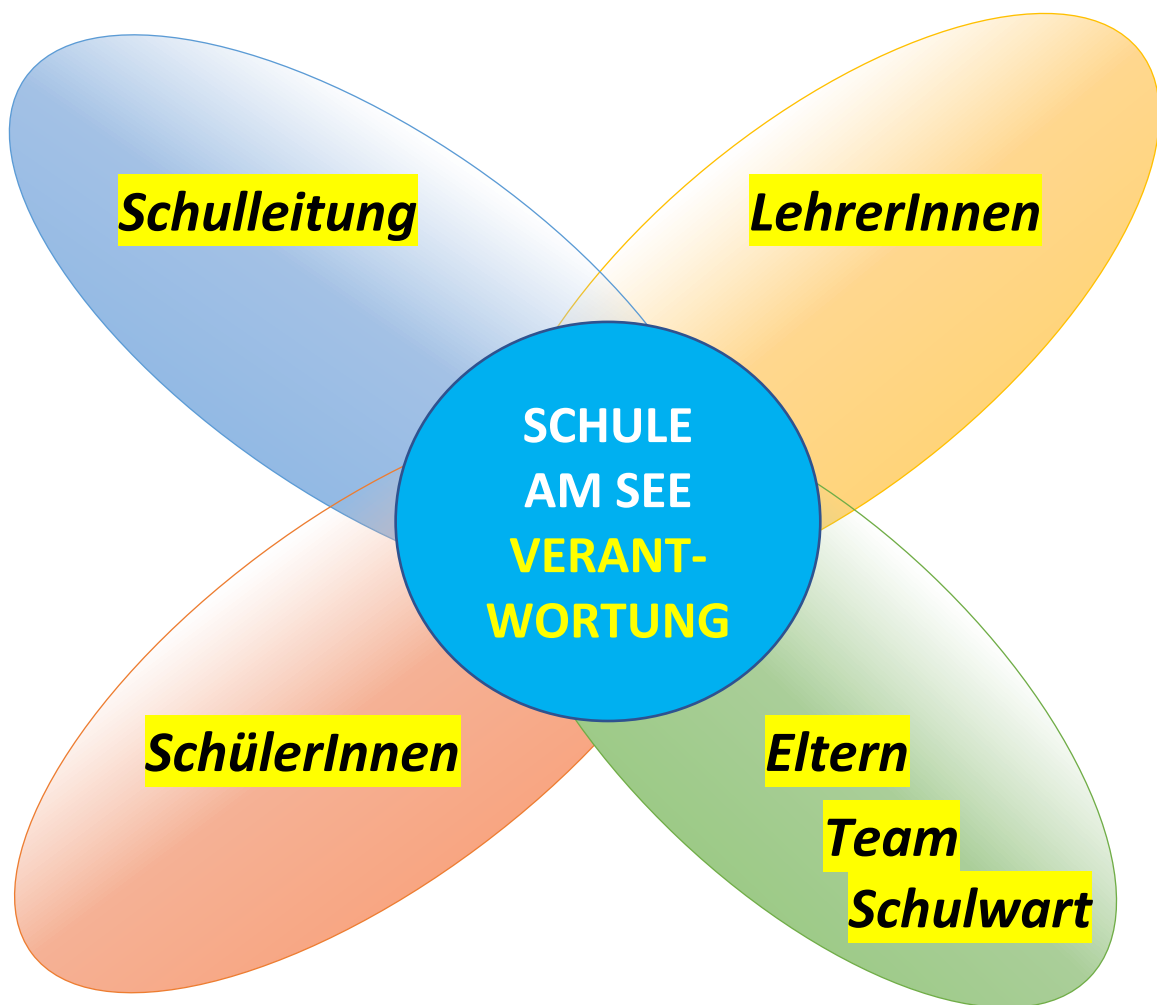 Schulleitung
LehrerInnen
SCHULE
AM SEE
VERANT-
WORTUNG
SchülerInnen
Eltern
Team
Schulwart